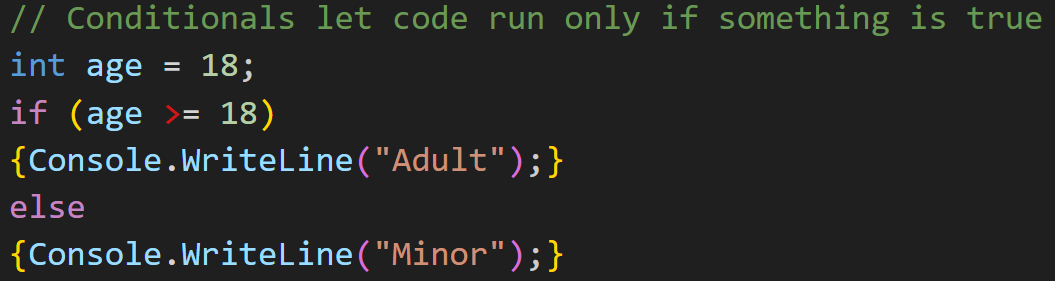 // Conditionals let code run only if something is true
int age = 18;
if (age >= 18)
{Console.WriteLine("Adult");}
else
{Console.WriteLine("Minor");}